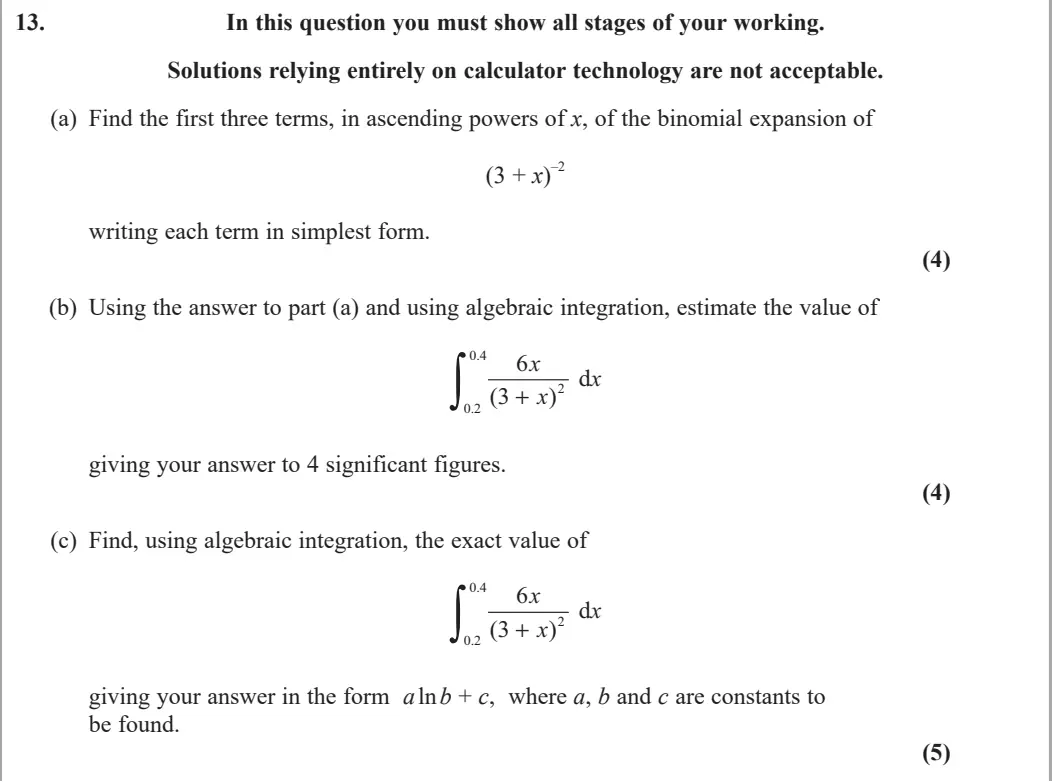 13. In this question you must show all stages of your working.
Solutions relying entirely on calculator technology are not acceptable.
(a) Find the first three terms, in ascending powers of x, of the binomial expansion of
(3 + x)⁻²
writing each term in simplest form.
(4)
(b) Using the answer to part (a) and using algebraic integration, estimate the value of
∫₀.₂⁰·⁴ 6x/(3 + x)² dx
giving your answer to 4 significant figures.
(4)
(c) Find, using algebraic integration, the exact value of
∫₀.₂⁰·⁴ 6x/(3 + x)² dx
giving your answer in the form a ln b + c, where a, b and c are constants to
be found.
(5)